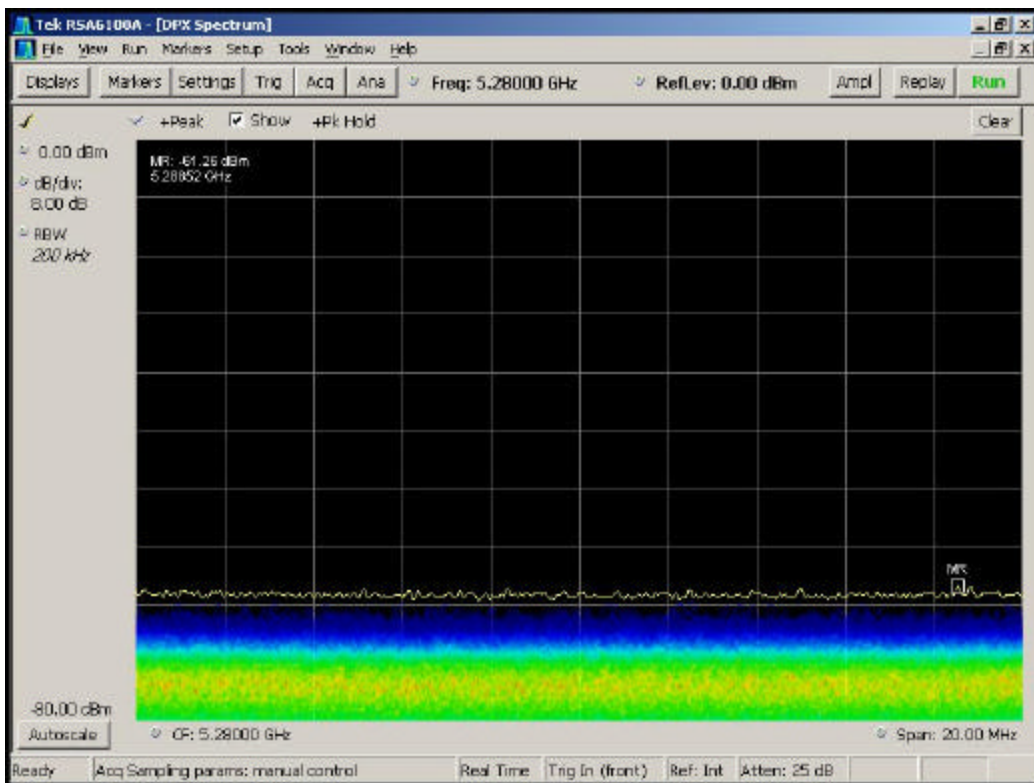 Tek RSA6100A - [DPX Spectrum]
File View Run Markers Setup Tools Window Help
Displays Markers Settings Trig Acq Ana Freq: 5.28000 GHz RefLev: 0.00 dBm Ampl Replay Run
+Peak Show +Pk Hold Clear
0.00 dBm
dB/div:
8.00 dB
RBW
200 kHz
MR: -61.26 dBm
5.28852 GHz
MR
-80.00 dBm
Autoscale CF: 5.28000 GHz Span: 20.00 MHz
Ready Acq Sampling params: manual control Real Time Trig In (front) Ref: Int Atten: 25 dB